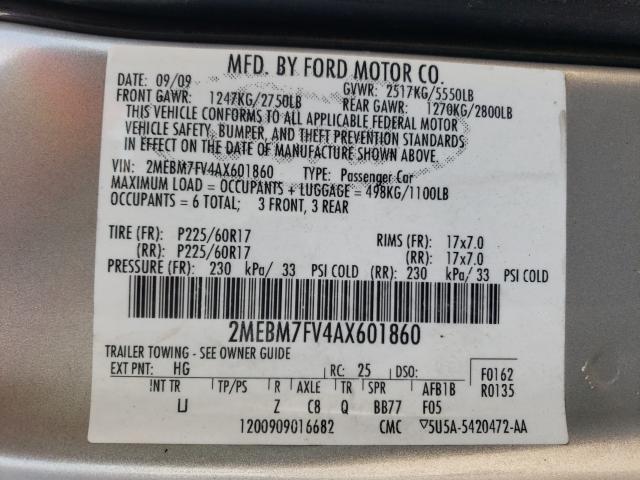 MFD. BY FORD MOTOR CO.
DATE: 09/09 GVWR: 2517KG/5550LB
FRONT GAWR: 1247KG/2750LB REAR GAWR: 1270KG/2800LB
THIS VEHICLE CONFORMS TO ALL APPLICABLE FEDERAL MOTOR
VEHICLE SAFETY, BUMPER, AND THEFT PREVENTION STANDARDS
IN EFFECT ON THE DATE OF MANUFACTURE SHOWN ABOVE.
VIN: 2MEBM7FV4AX601860 TYPE: Passenger Car
MAXIMUM LOAD = OCCUPANTS + LUGGAGE = 498KG/1100LB
OCCUPANTS = 6 TOTAL; 3 FRONT, 3 REAR
TIRE (FR): P225/60R17 RIMS (FR): 17x7.0
(RR): P225/60R17 (RR): 17x7.0
PRESSURE (FR): 230 kPa/ 33 PSI COLD (RR): 230 kPa/ 33 PSI COLD
2MEBM7FV4AX601860
TRAILER TOWING - SEE OWNER GUIDE
EXT PNT: HG RC: 25 DSO: F0162
R0135
INT TR TP/PS R AXLE TR SPR AFB1B
U Z C8 Q BB77 F05
1200909016682 CMC ▽5U5A-5420472-AA